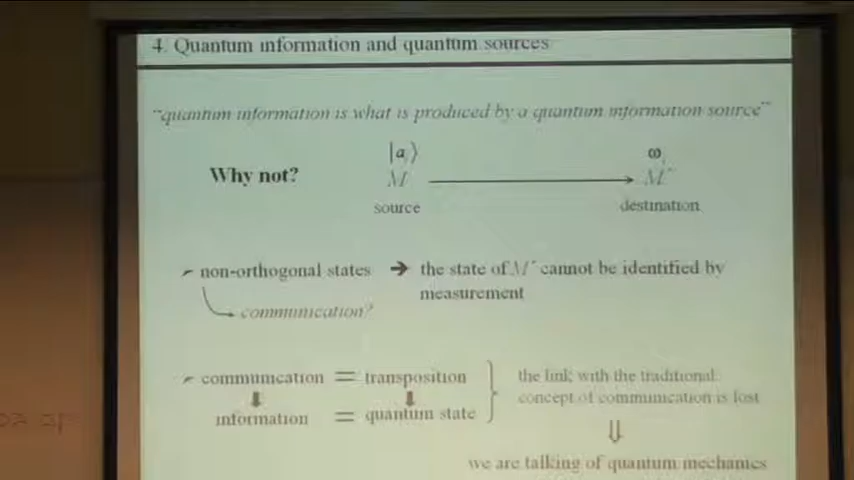 4. Quantum information and quantum sources
"quantum information is what is produced by a quantum information source"
|aᵢ⟩ ωᵢ
Why not? M M'
source destination
non-orthogonal states ➔ the state of M' cannot be identified by
measurement
communication?
communication = transposition
the link with the traditional
concept of communication is lost
information = quantum state
we are talking of quantum mechanics